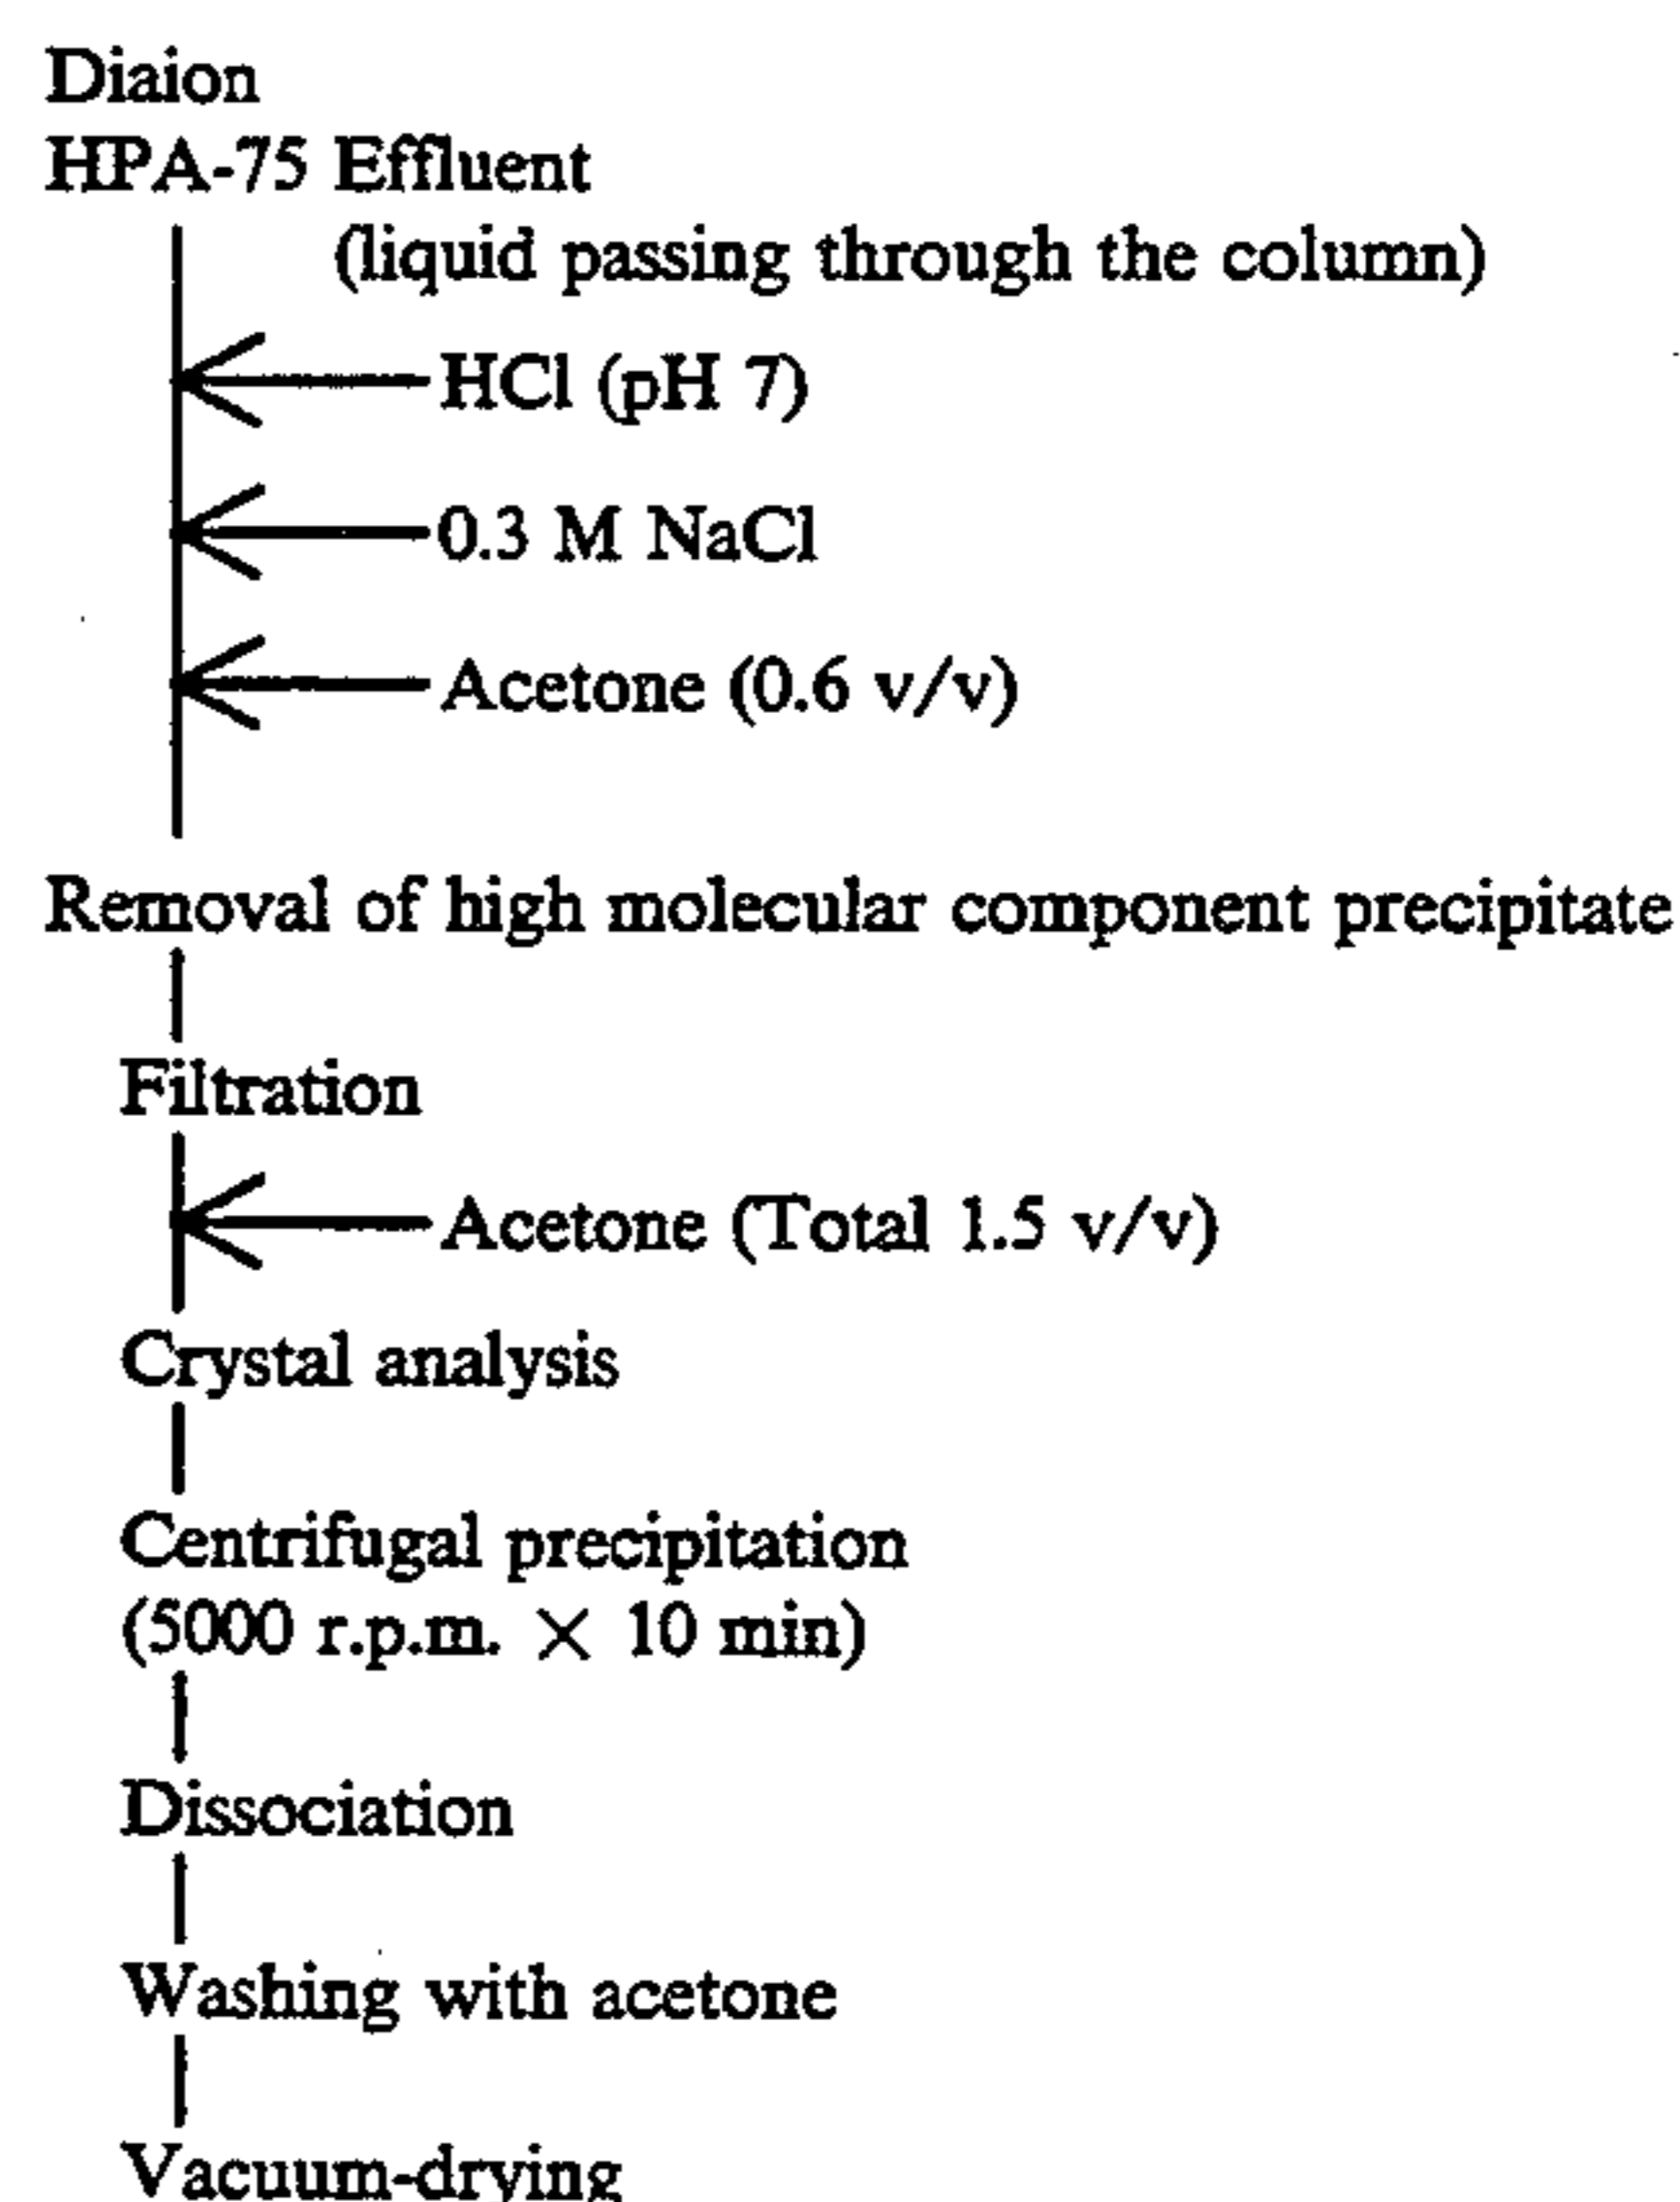 Diaion
HPA-75 Effluent
(liquid passing through the column)
HCl (pH 7)
0.3 M NaCl
Acetone (0.6 v/v)
Removal of high molecular component precipitate
Filtration
Acetone (Total 1.5 v/v)
Crystal analysis
Centrifugal precipitation
(5000 r.p.m. × 10 min)
Dissociation
Washing with acetone
Vacuum-drying